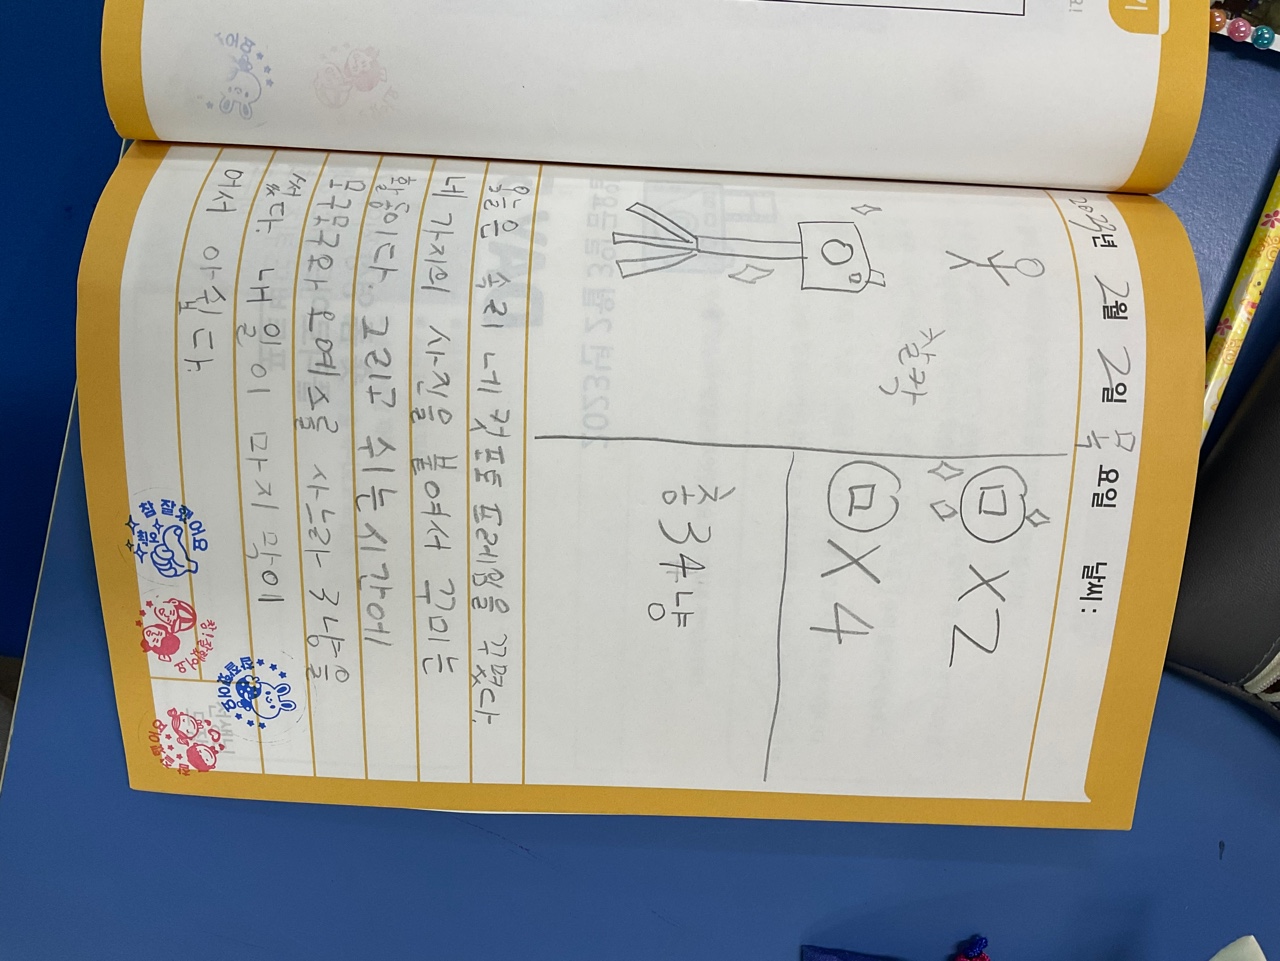 2023년 2월 2일 목요일 날씨:
찰칵
ㅁ X2
ㅁ X4
총 34냥
오늘은 속리 네컷포토 프레임을 꾸몄다.
네 가지의 사진을 붙여서 꾸미는
활동이다. 그리고 쉬는시간에
모구모구와 오예스를 사느라 3냥을
썼다. 내일이 마지막이
어서 아쉽다.
참 잘했어요
참 잘했어요 최고
참! 잘했어요
참 잘했어요